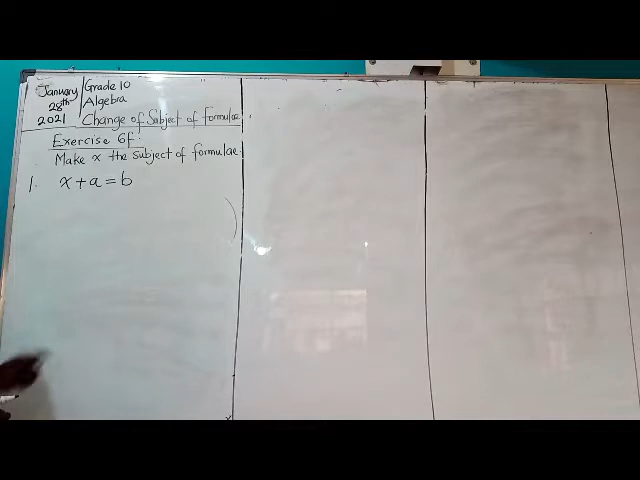 January
28th
2021
Grade 10
Algebra
Change of Subject of Formulae
Exercise 6f:
Make x the subject of formulae.
1. x + a = b